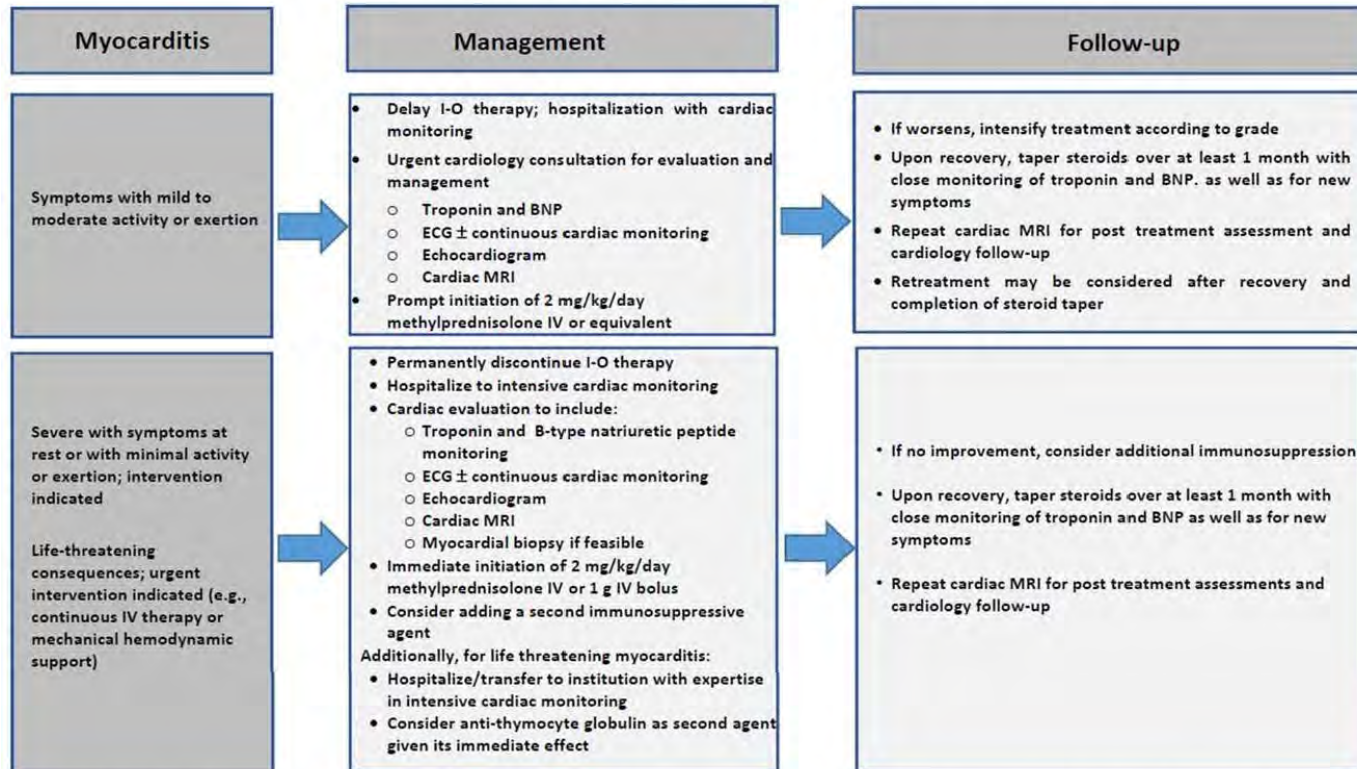 Myocarditis
Management
Follow-up
Symptoms with mild to
moderate activity or exertion
• Delay I-O therapy; hospitalization with cardiac
monitoring
• Urgent cardiology consultation for evaluation and
management
o Troponin and BNP
o ECG ± continuous cardiac monitoring
o Echocardiogram
o Cardiac MRI
• Prompt initiation of 2 mg/kg/day
methylprednisolone IV or equivalent
• If worsens, intensify treatment according to grade
• Upon recovery, taper steroids over at least 1 month with
close monitoring of troponin and BNP. as well as for new
symptoms
• Repeat cardiac MRI for post treatment assessment and
cardiology follow-up
• Retreatment may be considered after recovery and
completion of steroid taper
Severe with symptoms at
rest or with minimal activity
or exertion; intervention
indicated
Life-threatening
consequences; urgent
intervention indicated (e.g.,
continuous IV therapy or
mechanical hemodynamic
support)
• Permanently discontinue I-O therapy
• Hospitalize to intensive cardiac monitoring
• Cardiac evaluation to include:
o Troponin and B-type natriuretic peptide
monitoring
o ECG ± continuous cardiac monitoring
o Echocardiogram
o Cardiac MRI
o Myocardial biopsy if feasible
• Immediate initiation of 2 mg/kg/day
methylprednisolone IV or 1 g IV bolus
• Consider adding a second immunosuppressive
agent
Additionally, for life threatening myocarditis:
• Hospitalize/transfer to institution with expertise
in intensive cardiac monitoring
• Consider anti-thymocyte globulin as second agent
given its immediate effect
• If no improvement, consider additional immunosuppression
• Upon recovery, taper steroids over at least 1 month with
close monitoring of troponin and BNP as well as for new
symptoms
• Repeat cardiac MRI for post treatment assessments and
cardiology follow-up